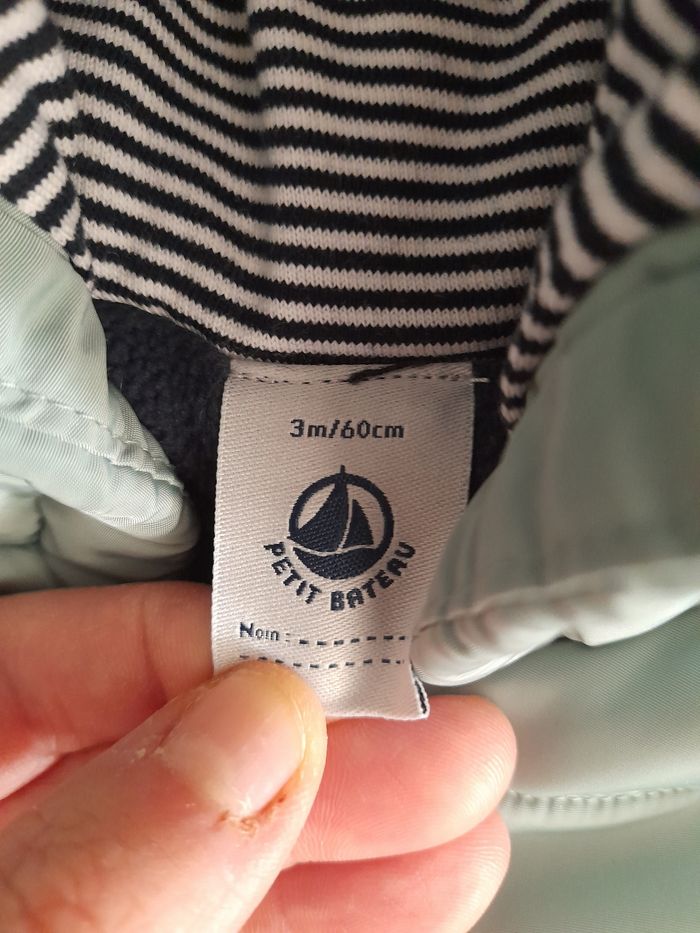 3m/60cm
PETIT BATEAU
Nom :